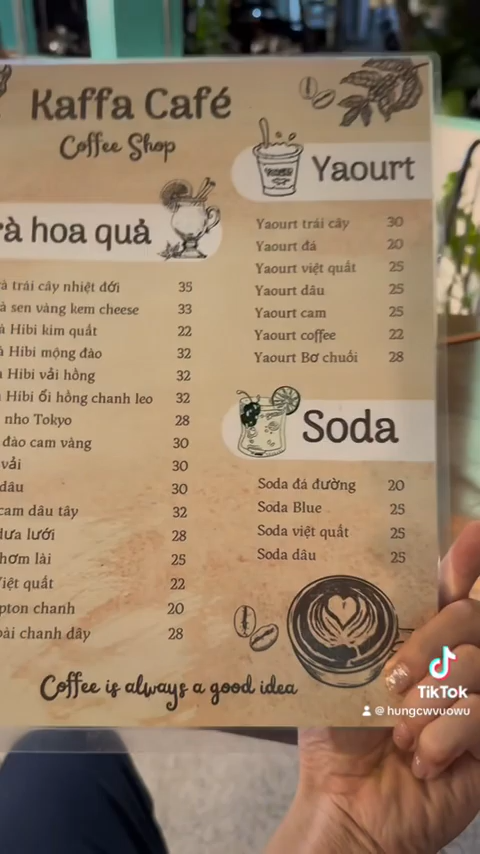 Kaffa Café
Coffee Shop
rà hoa quả
rà trái cây nhiệt đới 35
à sen vàng kem cheese 33
à Hibi kim quất 22
à Hibi mộng đào 32
à Hibi vải hồng 32
à Hibi ổi hồng chanh leo 32
nho Tokyo 28
đào cam vàng 30
vải 30
dâu 30
cam dâu tây 32
dưa lưới 28
thơm lài 25
việt quất 22
pton chanh 20
oài chanh dây 28
Yaourt
Yaourt trái cây 30
Yaourt đá 20
Yaourt việt quất 25
Yaourt dâu 25
Yaourt cam 25
Yaourt coffee 22
Yaourt Bơ chuối 28
Soda
Soda đá đường 20
Soda Blue 25
Soda việt quất 25
Soda dâu 25
Coffee is always a good idea
TikTok
@ hungcwvuowu